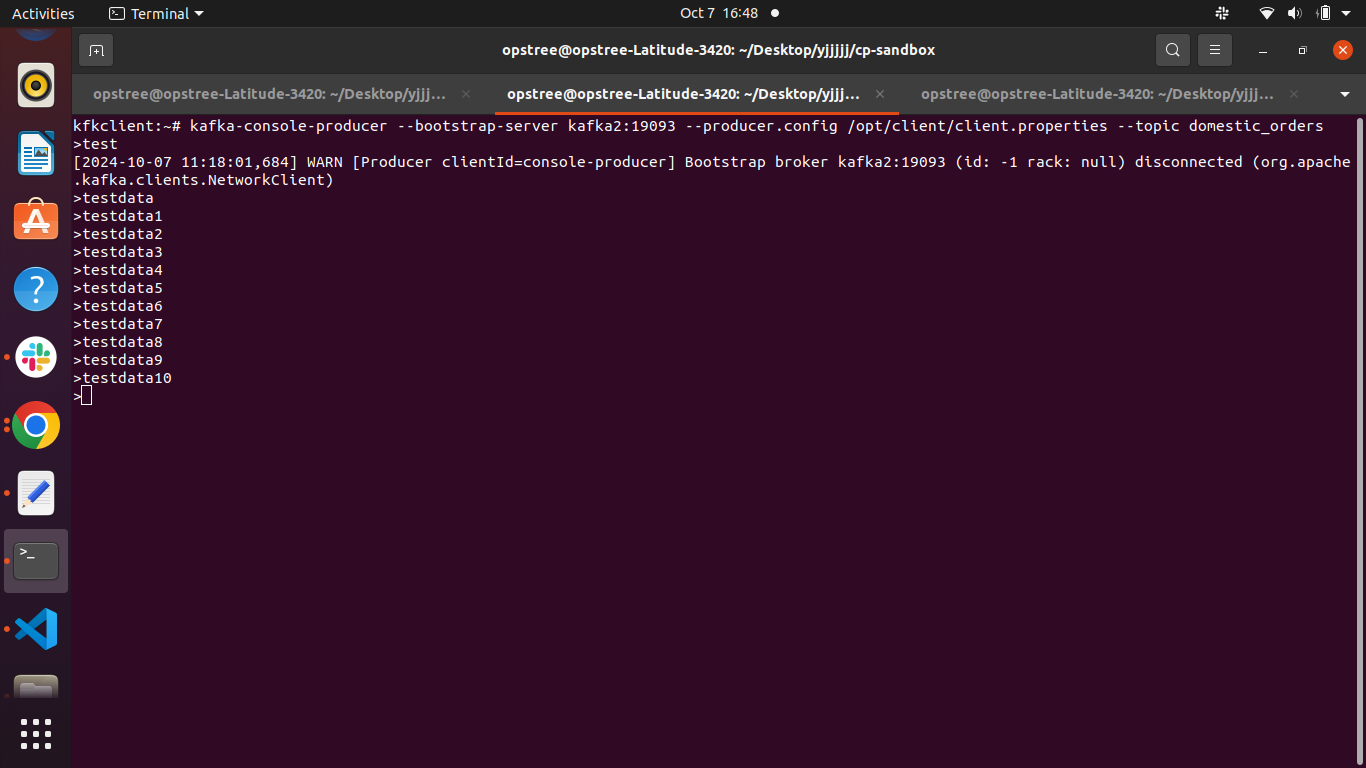 Activities
Terminal
Oct 7 16:48
opstree@opstree-Latitude-3420: ~/Desktop/yjjjjj/cp-sandbox
opstree@opstree-Latitude-3420: ~/Desktop/yjjj...
opstree@opstree-Latitude-3420: ~/Desktop/yjjj...
opstree@opstree-Latitude-3420: ~/Desktop/yjjj...
kfkclient:~# kafka-console-producer --bootstrap-server kafka2:19093 --producer.config /opt/client/client.properties --topic domestic_orders
>test
[2024-10-07 11:18:01,684] WARN [Producer clientId=console-producer] Bootstrap broker kafka2:19093 (id: -1 rack: null) disconnected (org.apache
.kafka.clients.NetworkClient)
>testdata
>testdata1
>testdata2
>testdata3
>testdata4
>testdata5
>testdata6
>testdata7
>testdata8
>testdata9
>testdata10
>